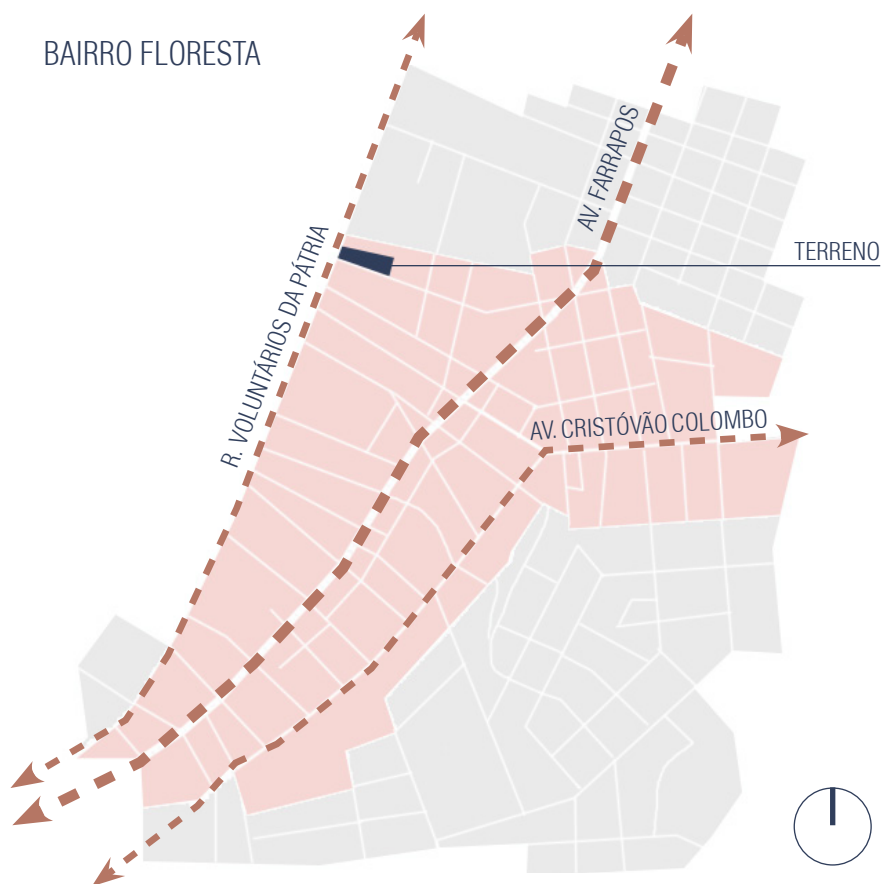 BAIRRO FLORESTA
AV. FARRAPOS
R. VOLUNTÁRIOS DA PÁTRIA
TERRENO
AV. CRISTÓVÃO COLOMBO